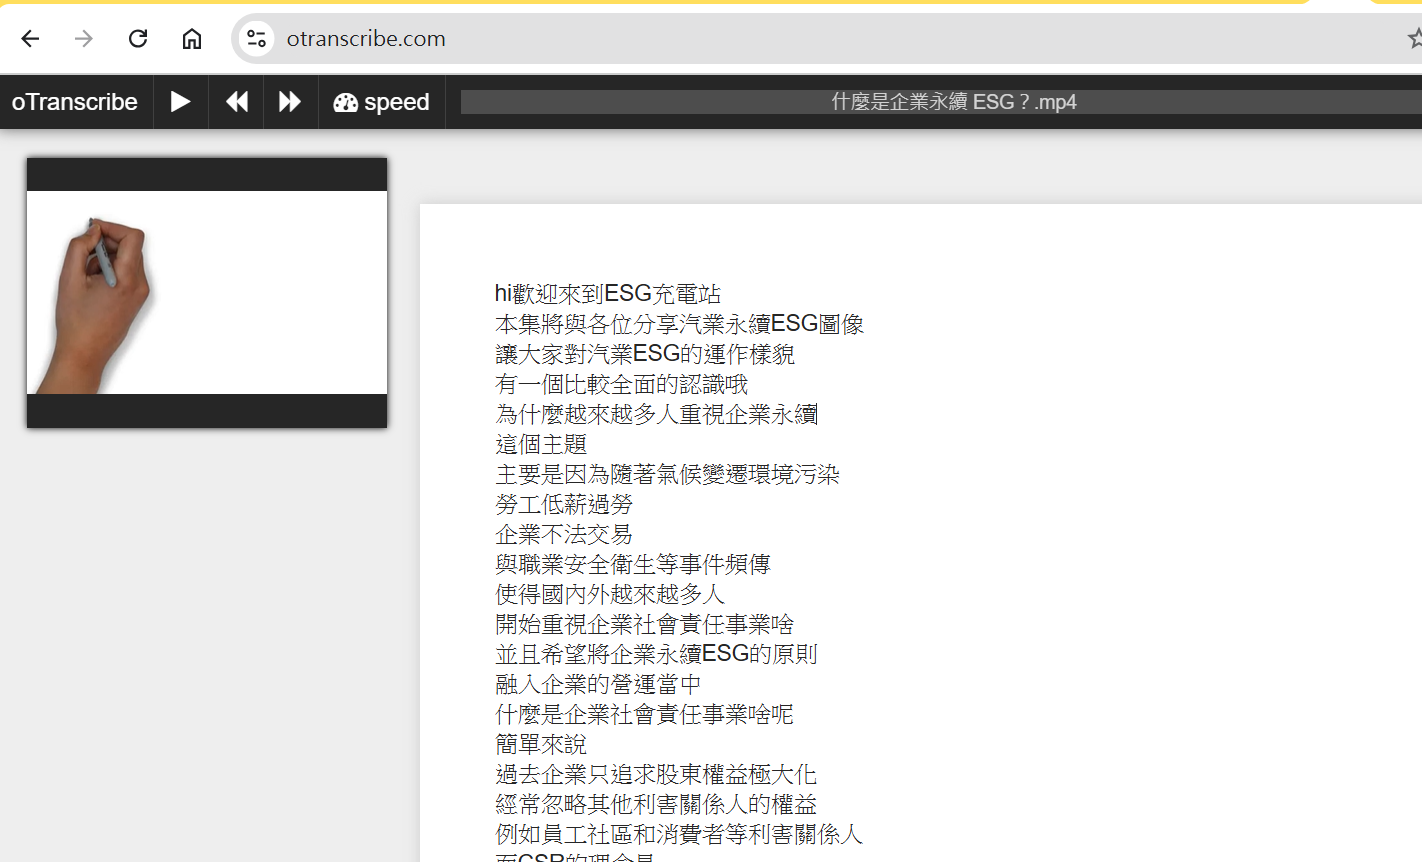 otranscribe.com
oTranscribe
speed
什麼是企業永續 ESG？.mp4
hi歡迎來到ESG充電站
本集將與各位分享汽業永續ESG圖像
讓大家對汽業ESG的運作樣貌
有一個比較全面的認識哦
為什麼越來越多人重視企業永續
這個主題
主要是因為隨著氣候變遷環境污染
勞工低薪過勞
企業不法交易
與職業安全衛生等事件頻傳
使得國內外越來越多人
開始重視企業社會責任事業啥
並且希望將企業永續ESG的原則
融入企業的營運當中
什麼是企業社會責任事業啥呢
簡單來說
過去企業只追求股東權益極大化
經常忽略其他利害關係人的權益
例如員工社區和消費者等利害關係人
而CSR的理念是